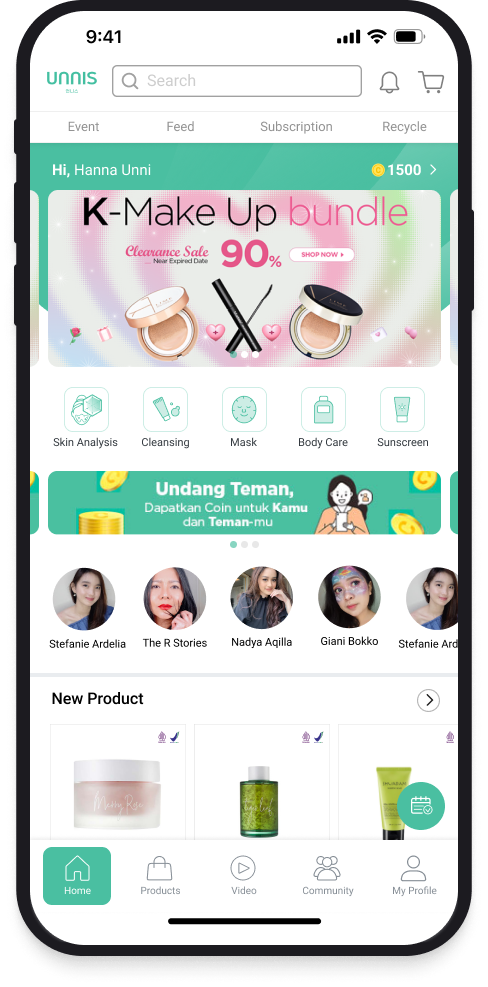 9:41
UNNIS
Search
Event
Feed
Subscription
Recycle
Hi, Hanna Unni
1500
K-Make Up bundle
Clearance Sale
Near Expired Date
90%
SHOP NOW
Skin Analysis
Cleansing
Mask
Body Care
Sunscreen
Undang Teman,
Dapatkan Coin untuk Kamu
dan Teman-mu
Stefanie Ardelia
The R Stories
Nadya Aqilla
Giani Bokko
Stefanie Ard
New Product
Home
Products
Video
Community
My Profile